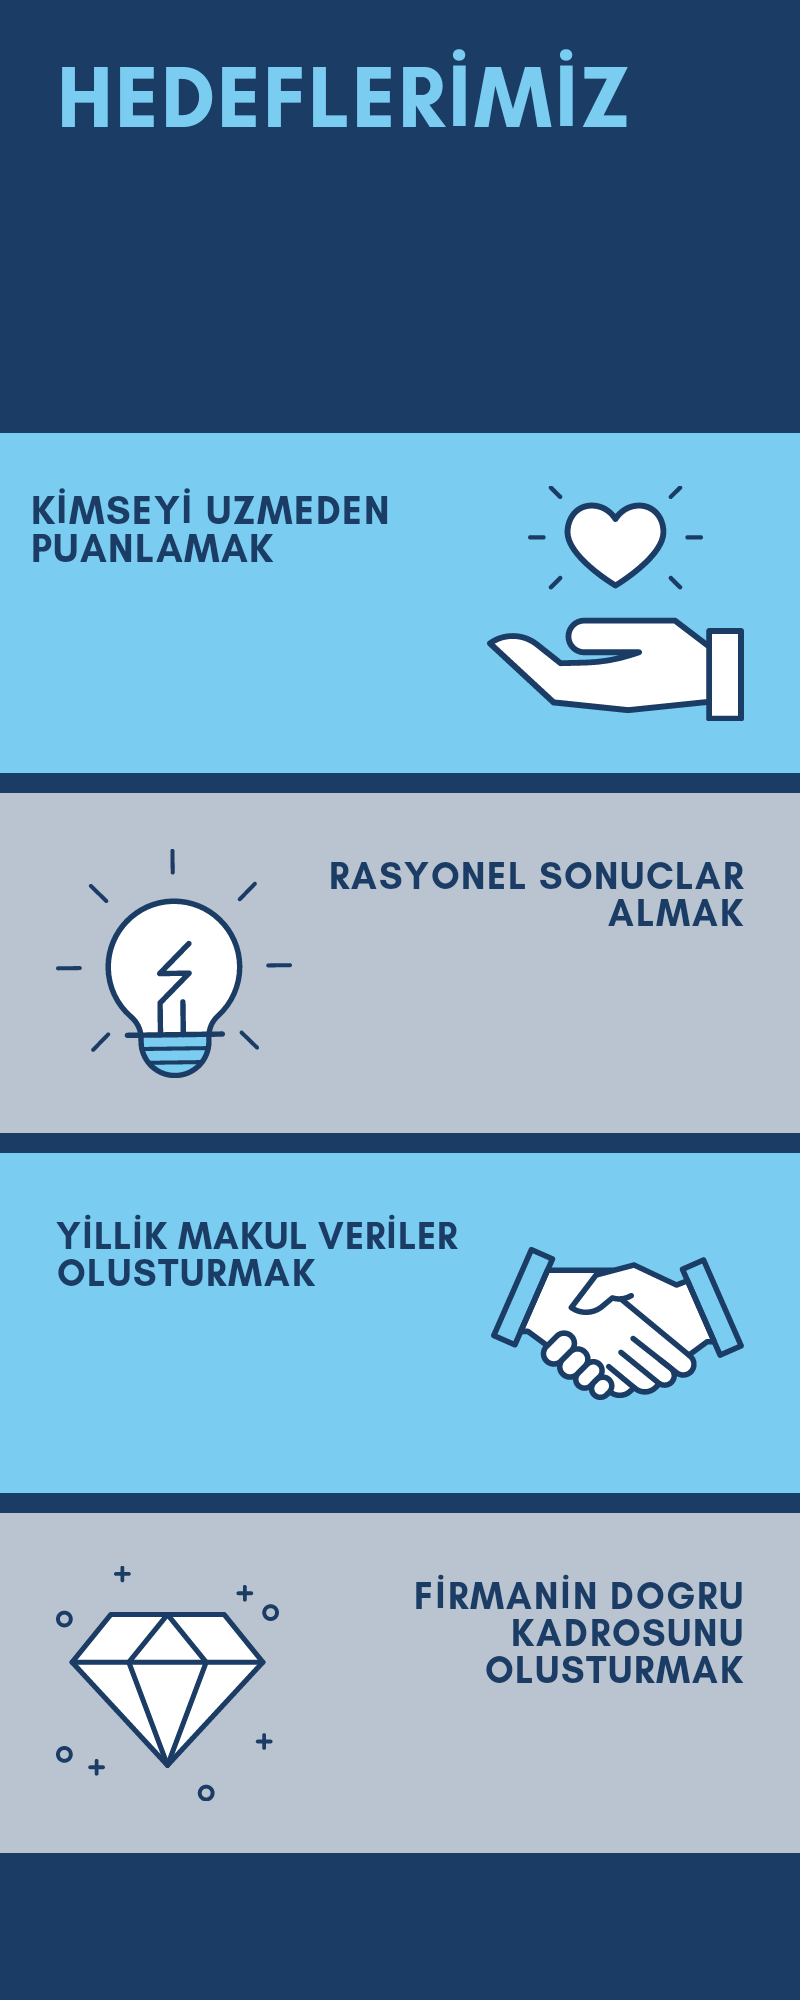 HEDEFLERİMİZ
KİMSEYİ UZMEDEN
PUANLAMAK
RASYONEL SONUCLAR
ALMAK
YİLLİK MAKUL VERİLER
OLUSTURMAK
FİRMANİN DOGRU
KADROSUNU
OLUSTURMAK